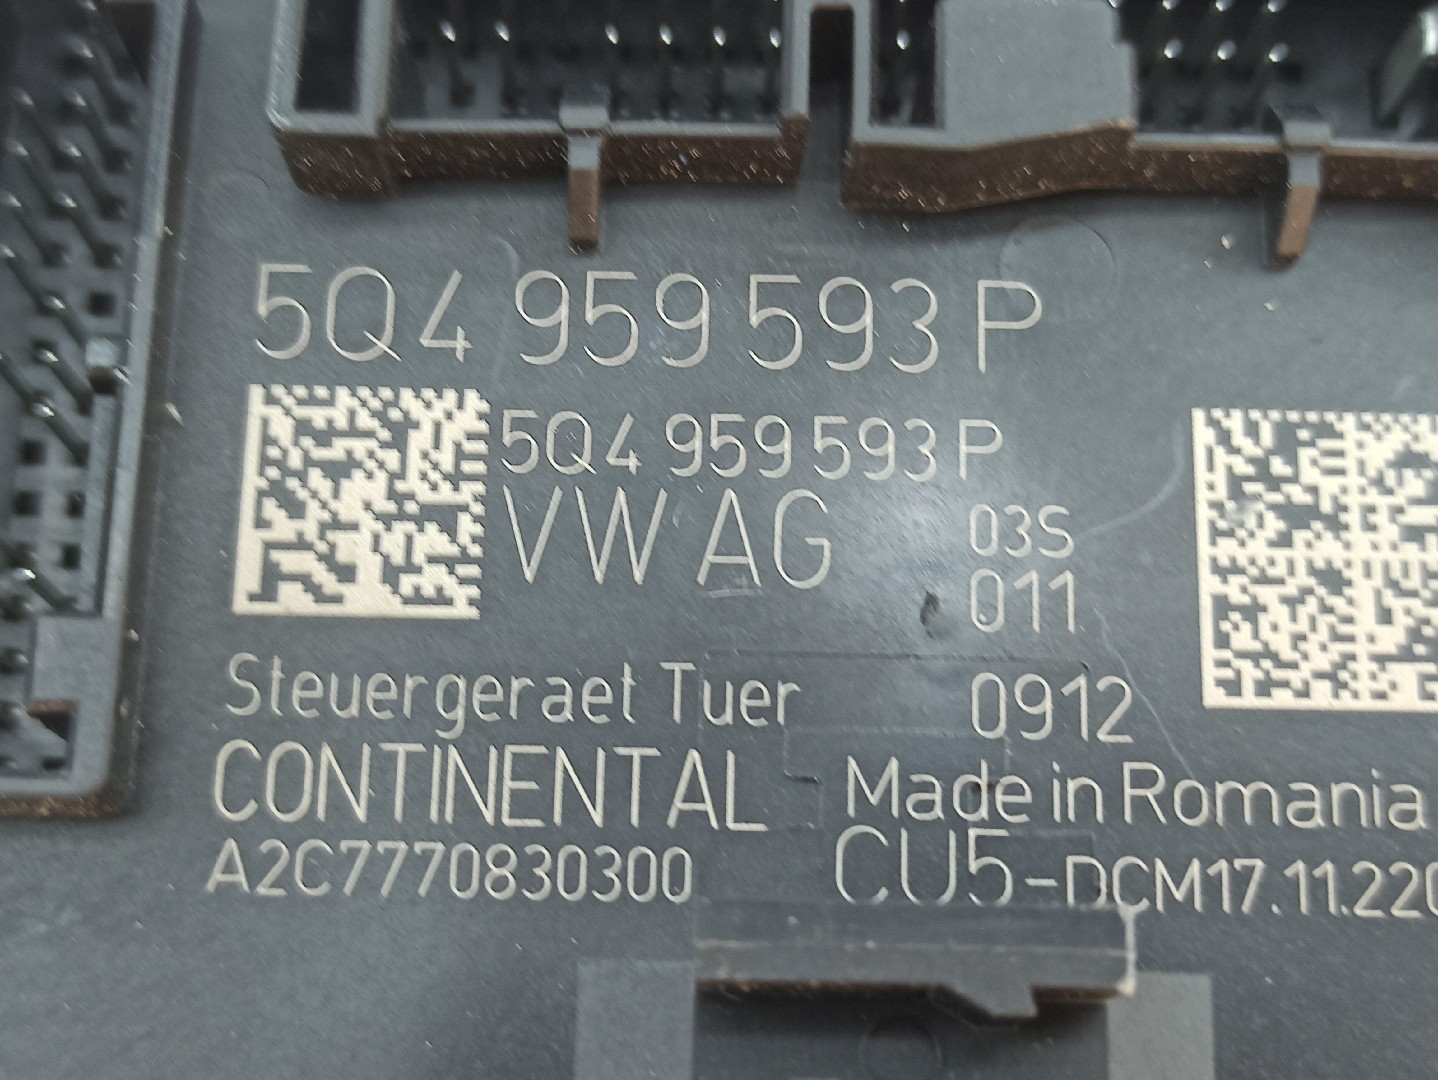 5Q4 959 593 P
5Q4 959 593 P
VW AG 03S
011
Steuergeraet Tuer 0912
CONTINENTAL Made in Romania
A2C7770830300 CU5-DCM17.11.220